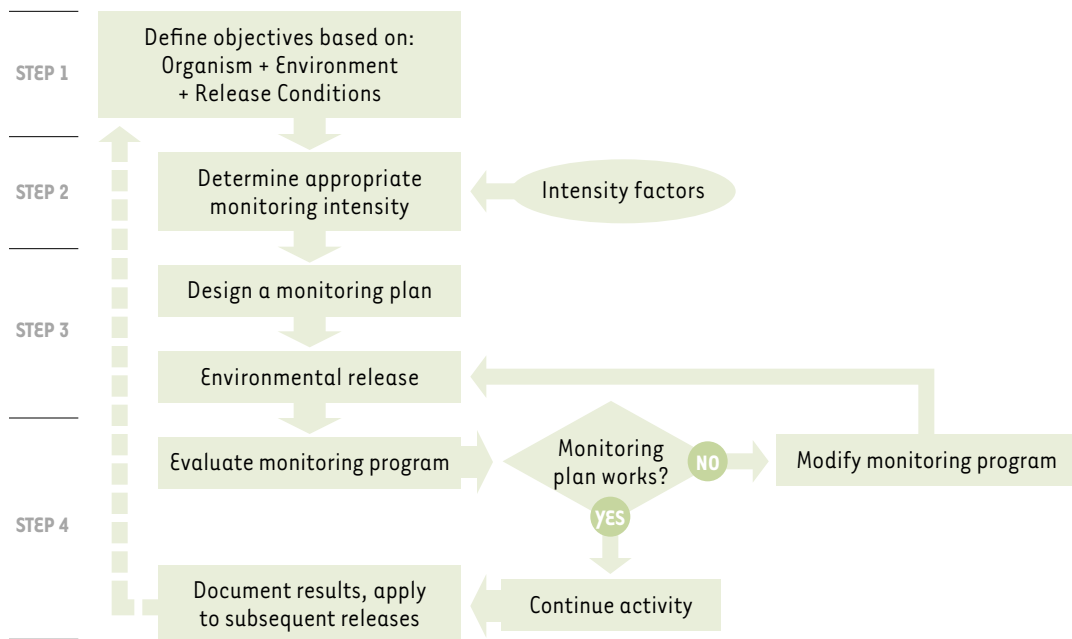 STEP 1
Define objectives based on:
Organism + Environment
+ Release Conditions
STEP 2
Determine appropriate
monitoring intensity
Intensity factors
STEP 3
Design a monitoring plan
Environmental release
STEP 4
Evaluate monitoring program
Monitoring
plan works?
NO
Modify monitoring program
YES
Document results, apply
to subsequent releases
Continue activity